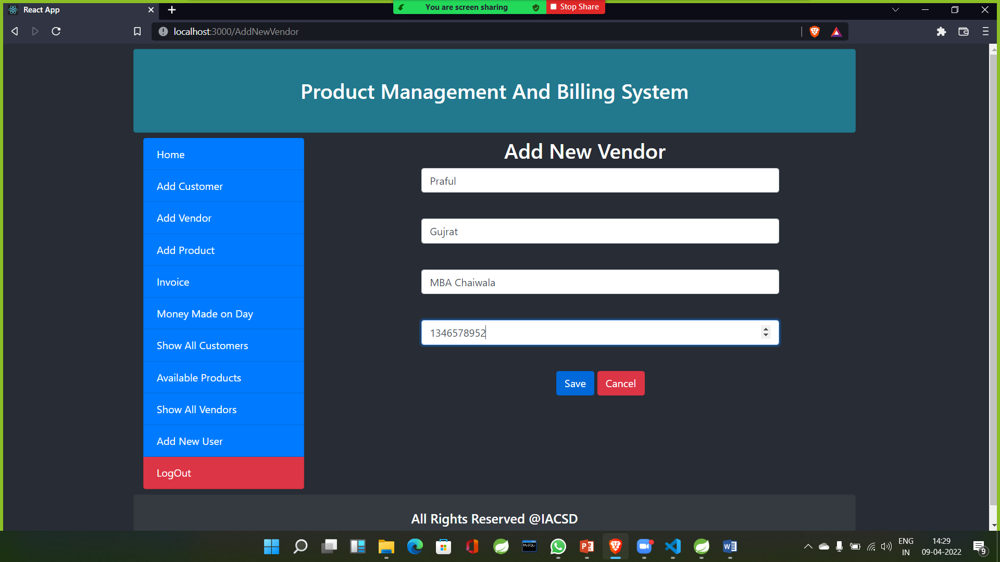 React App
You are screen sharing
Stop Share
localhost:3000/AddNewVendor
Product Management And Billing System
Home
Add Customer
Add Vendor
Add Product
Invoice
Money Made on Day
Show All Customers
Available Products
Show All Vendors
Add New User
LogOut
Add New Vendor
Praful
Gujrat
MBA Chaiwala
1346578952
Save Cancel
All Rights Reserved @IACSD
ENG
IN
14:29
09-04-2022
9